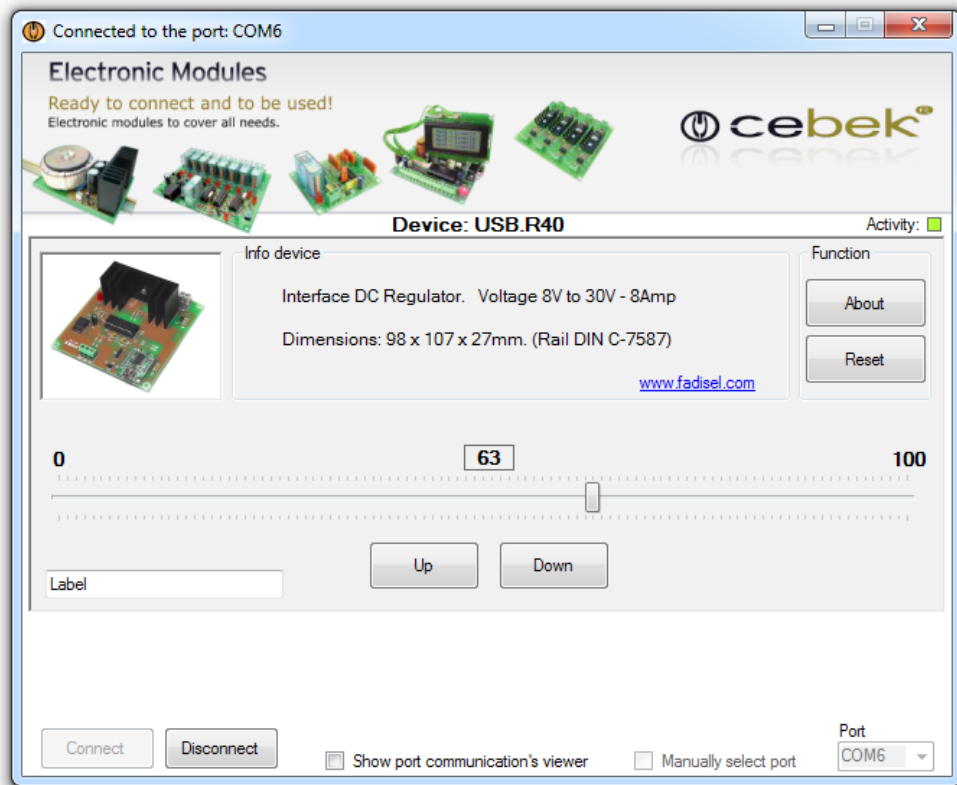 Connected to the port: COM6
Electronic Modules
Ready to connect and to be used!
Electronic modules to cover all needs.
cebek
Device: USB.R40
Activity:
Info device
Interface DC Regulator. Voltage 8V to 30V - 8Amp
Dimensions: 98 x 107 x 27mm. (Rail DIN C-7587)
www.fadisel.com
Function
About
Reset
0
63
100
Up
Down
Label
Connect
Disconnect
Show port communication's viewer
Manually select port
Port
COM6